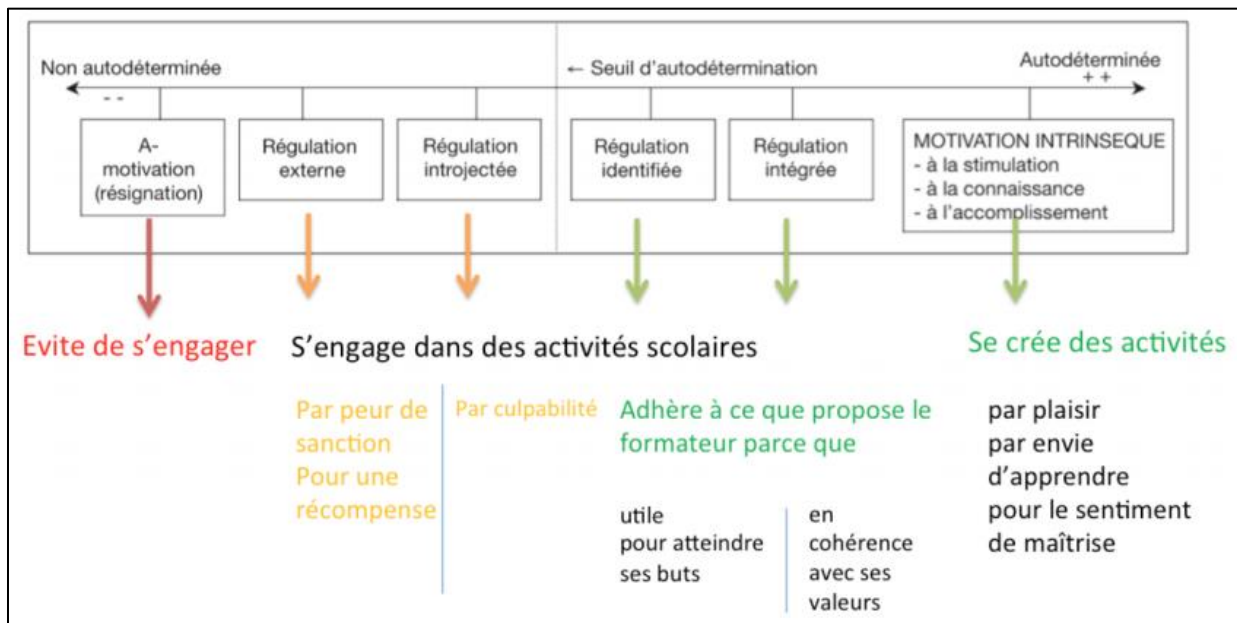 Non autodéterminée
- -
← Seuil d'autodétermination
Autodéterminée
+ +
A-
motivation
(résignation)
Régulation
externe
Régulation
introjectée
Régulation
identifiée
Régulation
intégrée
MOTIVATION INTRINSEQUE
- à la stimulation
- à la connaissance
- à l'accomplissement
Evite de s'engager
S'engage dans des activités scolaires
Se crée des activités
Par peur de
sanction
Pour une
récompense
Par culpabilité
Adhère à ce que propose le
formateur parce que
utile
pour atteindre
ses buts
en
cohérence
avec ses
valeurs
par plaisir
par envie
d'apprendre
pour le sentiment
de maîtrise